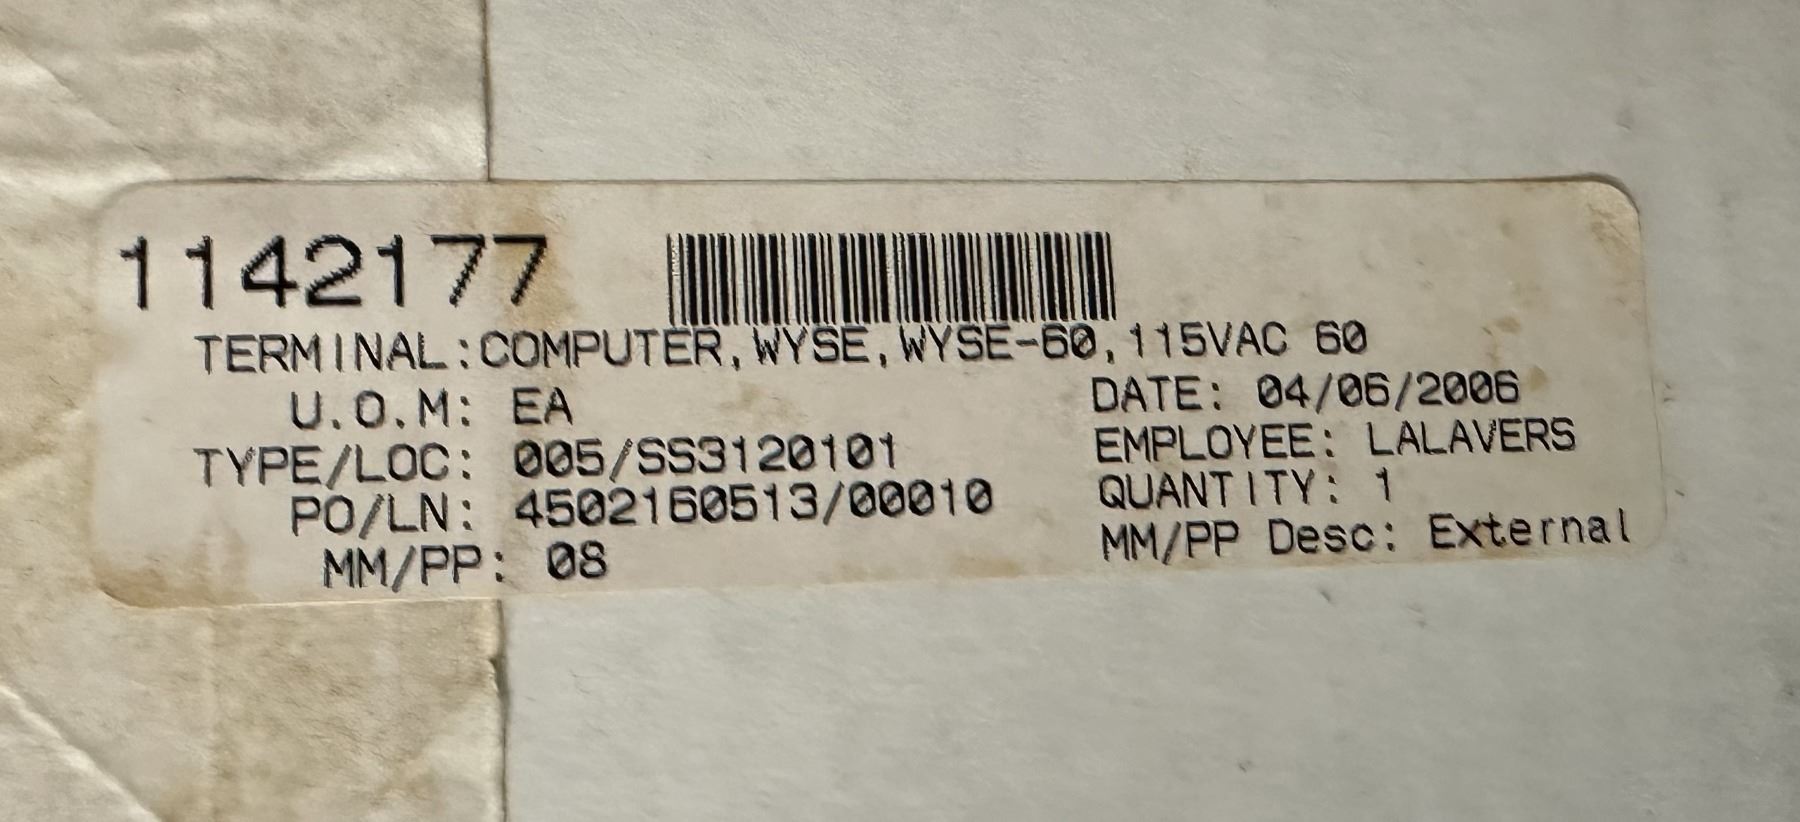 1142177
TERMINAL:COMPUTER,WYSE,WYSE-60,115VAC 60
U.O.M: EA
DATE: 04/06/2006
TYPE/LOC: 005/SS3120101
EMPLOYEE: LALAVERS
PO/LN: 4502160513/00010
QUANTITY: 1
MM/PP: 08
MM/PP Desc: External